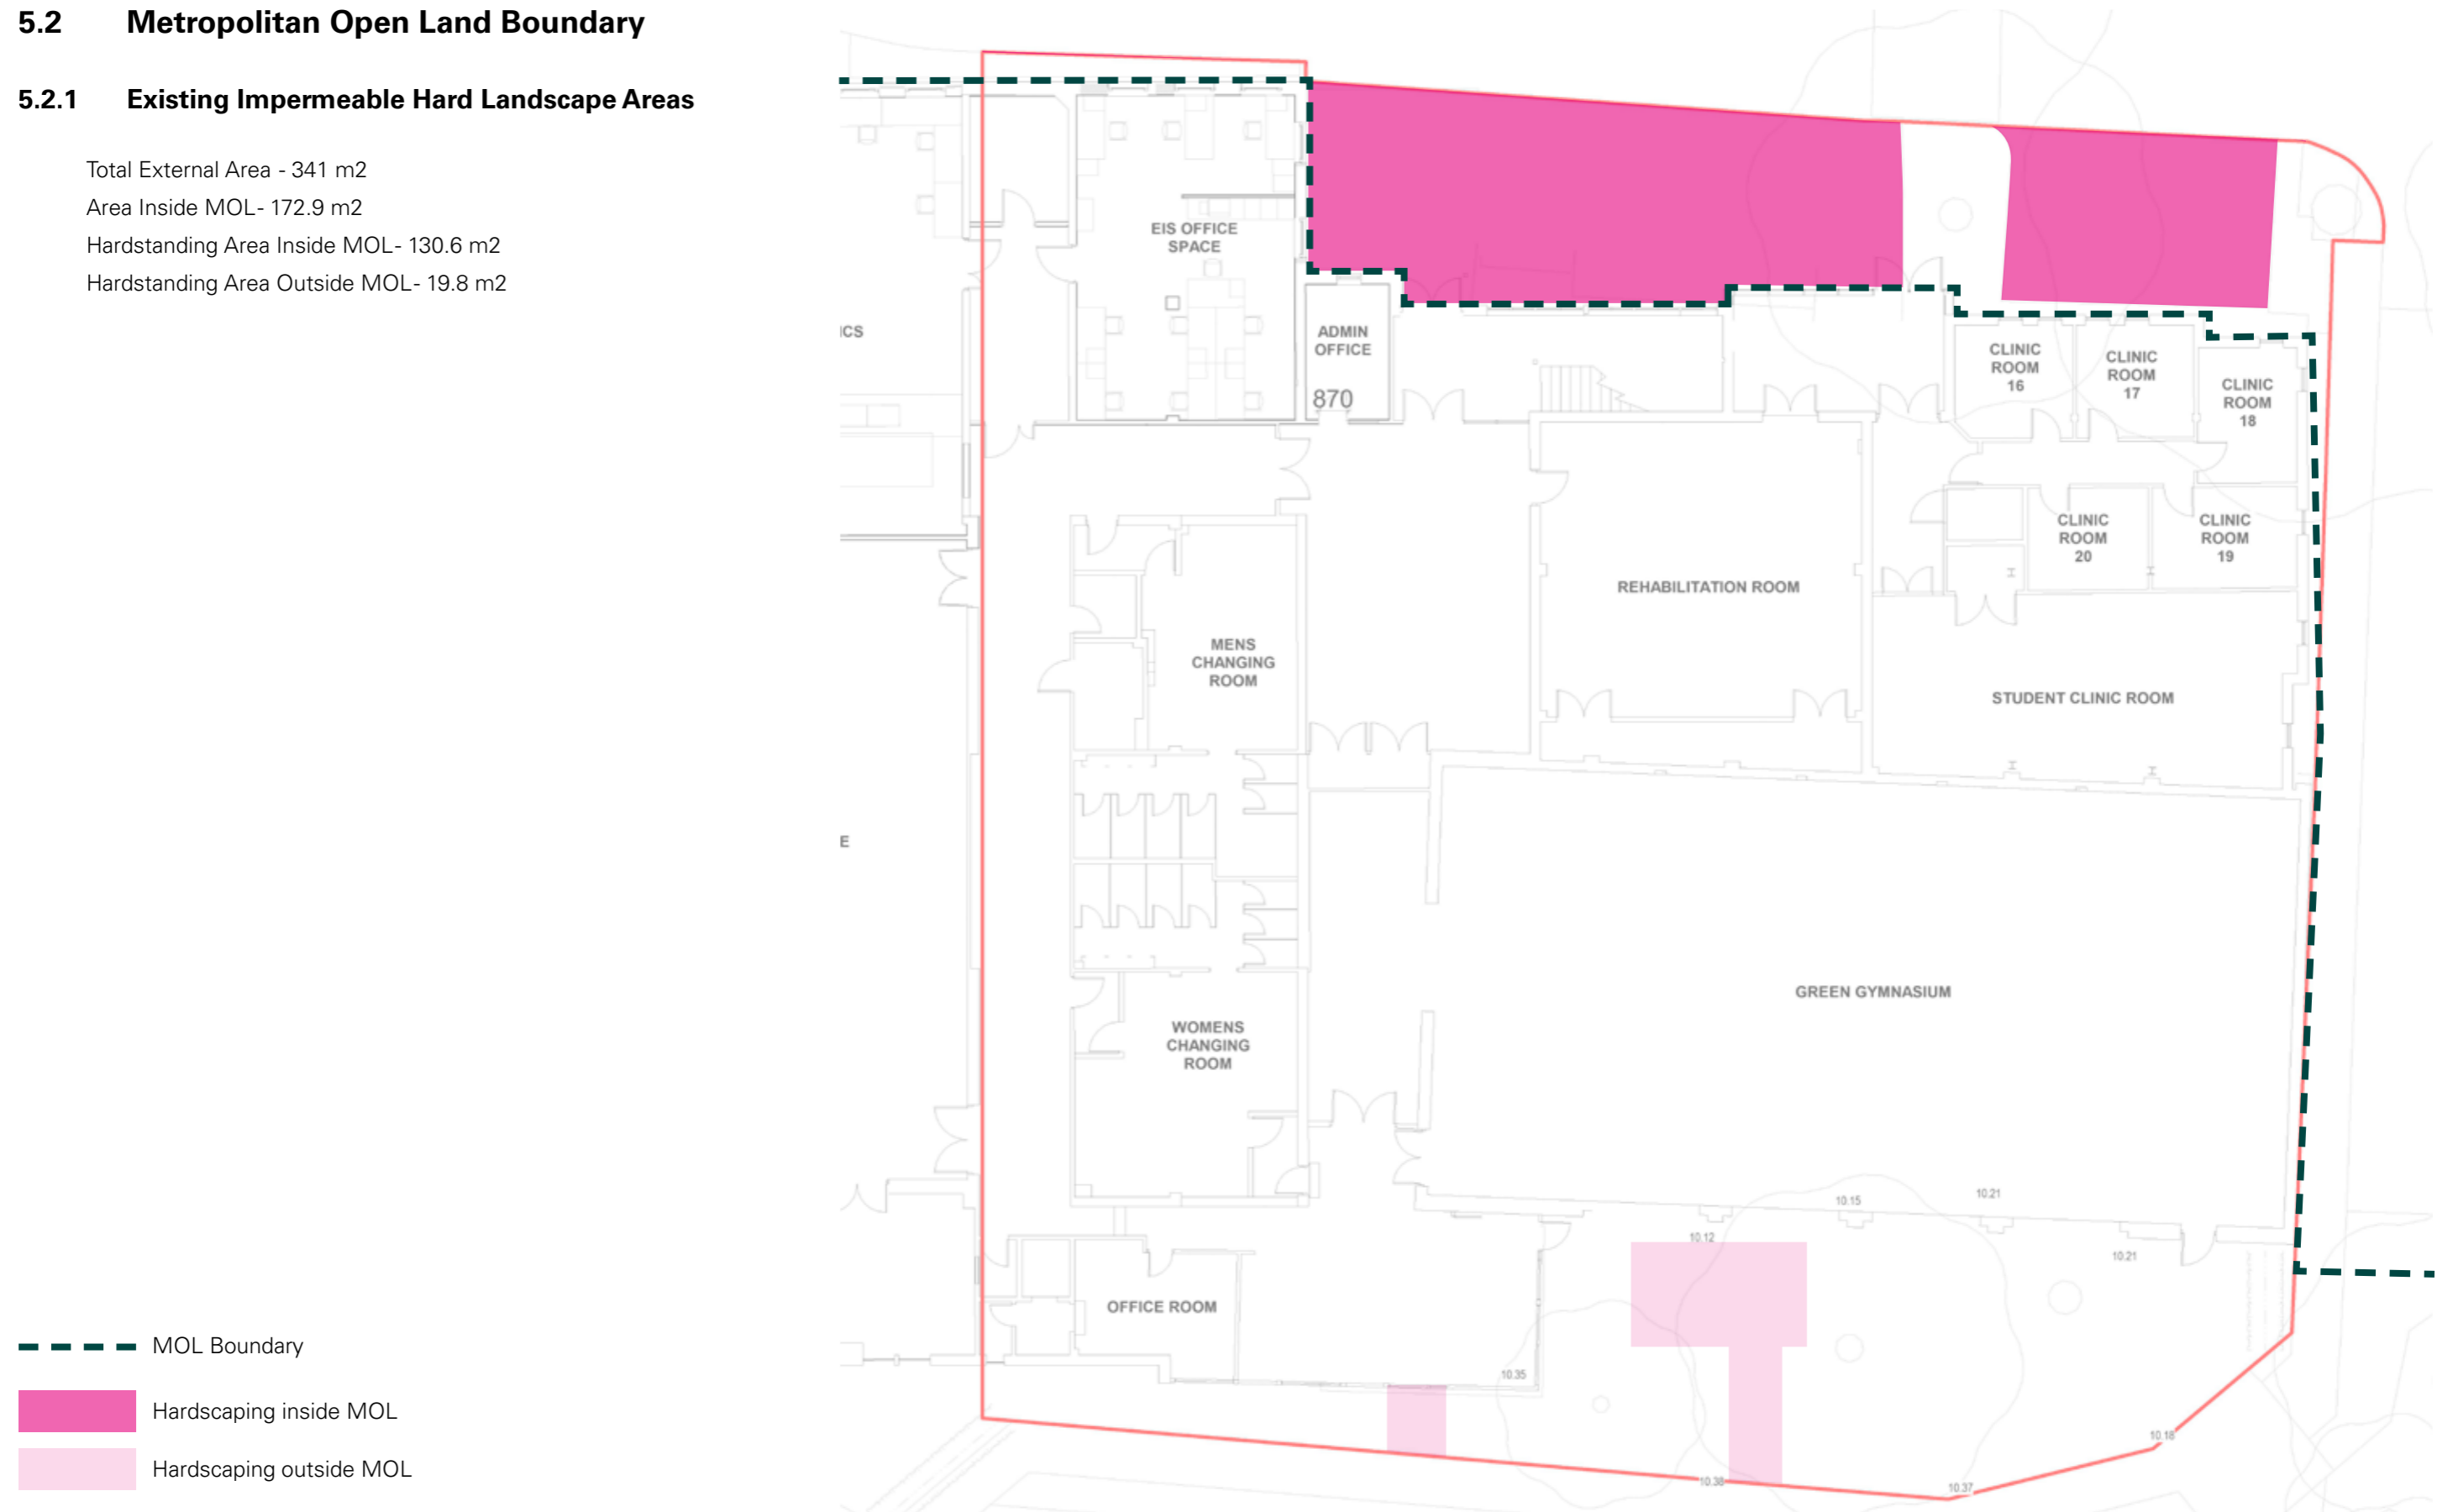 5.2 Metropolitan Open Land Boundary
5.2.1 Existing Impermeable Hard Landscape Areas
Total External Area - 341 m2
Area Inside MOL- 172.9 m2
Hardstanding Area Inside MOL- 130.6 m2
Hardstanding Area Outside MOL- 19.8 m2
EIS OFFICE
SPACE
ICS
ADMIN
OFFICE
870
CLINIC
ROOM
16
CLINIC
ROOM
17
CLINIC
ROOM
18
CLINIC
ROOM
20
CLINIC
ROOM
19
REHABILITATION ROOM
MENS
CHANGING
ROOM
STUDENT CLINIC ROOM
E
GREEN GYMNASIUM
WOMENS
CHANGING
ROOM
10.15
10.21
10.12
10.21
OFFICE ROOM
10.35
10.18
10.38
10.37
MOL Boundary
Hardscaping inside MOL
Hardscaping outside MOL